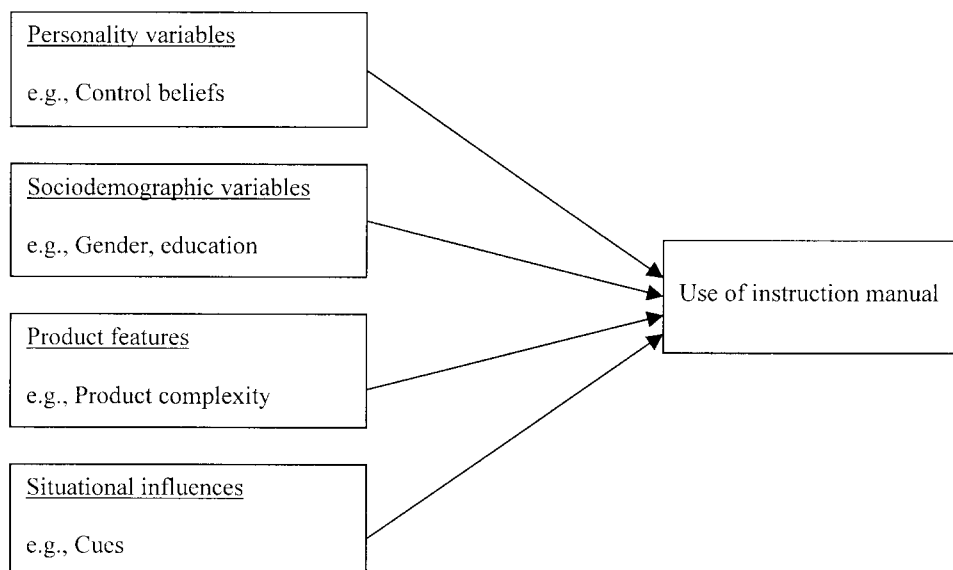 Personality variables
e.g., Control beliefs
Sociodemographic variables
e.g., Gender, education
Product features
e.g., Product complexity
Situational influences
e.g., Cues
Use of instruction manual